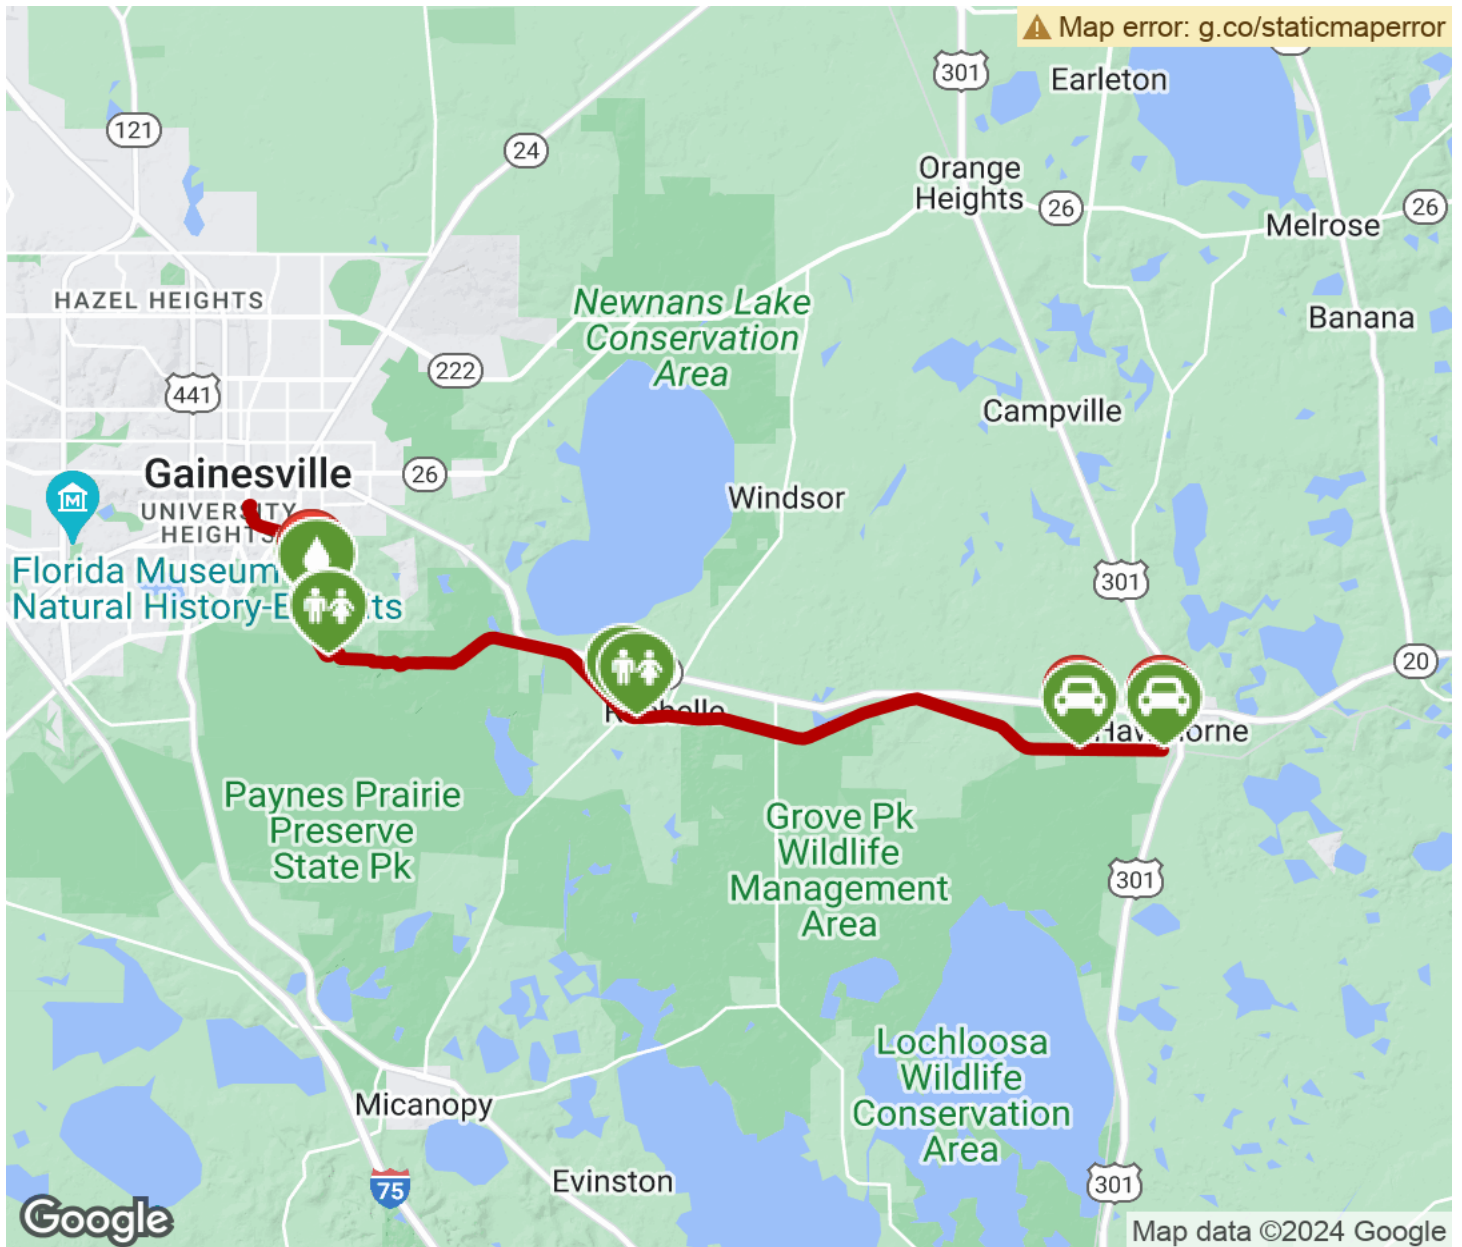 Map error: g.co/staticmaperror
301
Earleton
121
24
Orange
Heights
26
26
Melrose
HAZEL HEIGHTS
Newnans Lake
Conservation
Area
Banana
222
441
Campville
Gainesville
26
Windsor
UNIVERSITY
HEIGHTS
Florida Museum
Natural History-E
ts
301
20
Hawthorne
Paynes Prairie
Preserve
State Pk
Grove Pk
Wildlife
Management
Area
301
Lochloosa
Wildlife
Conservation
Area
Micanopy
Evinston
75
301
Google
Map data ©2024 Google